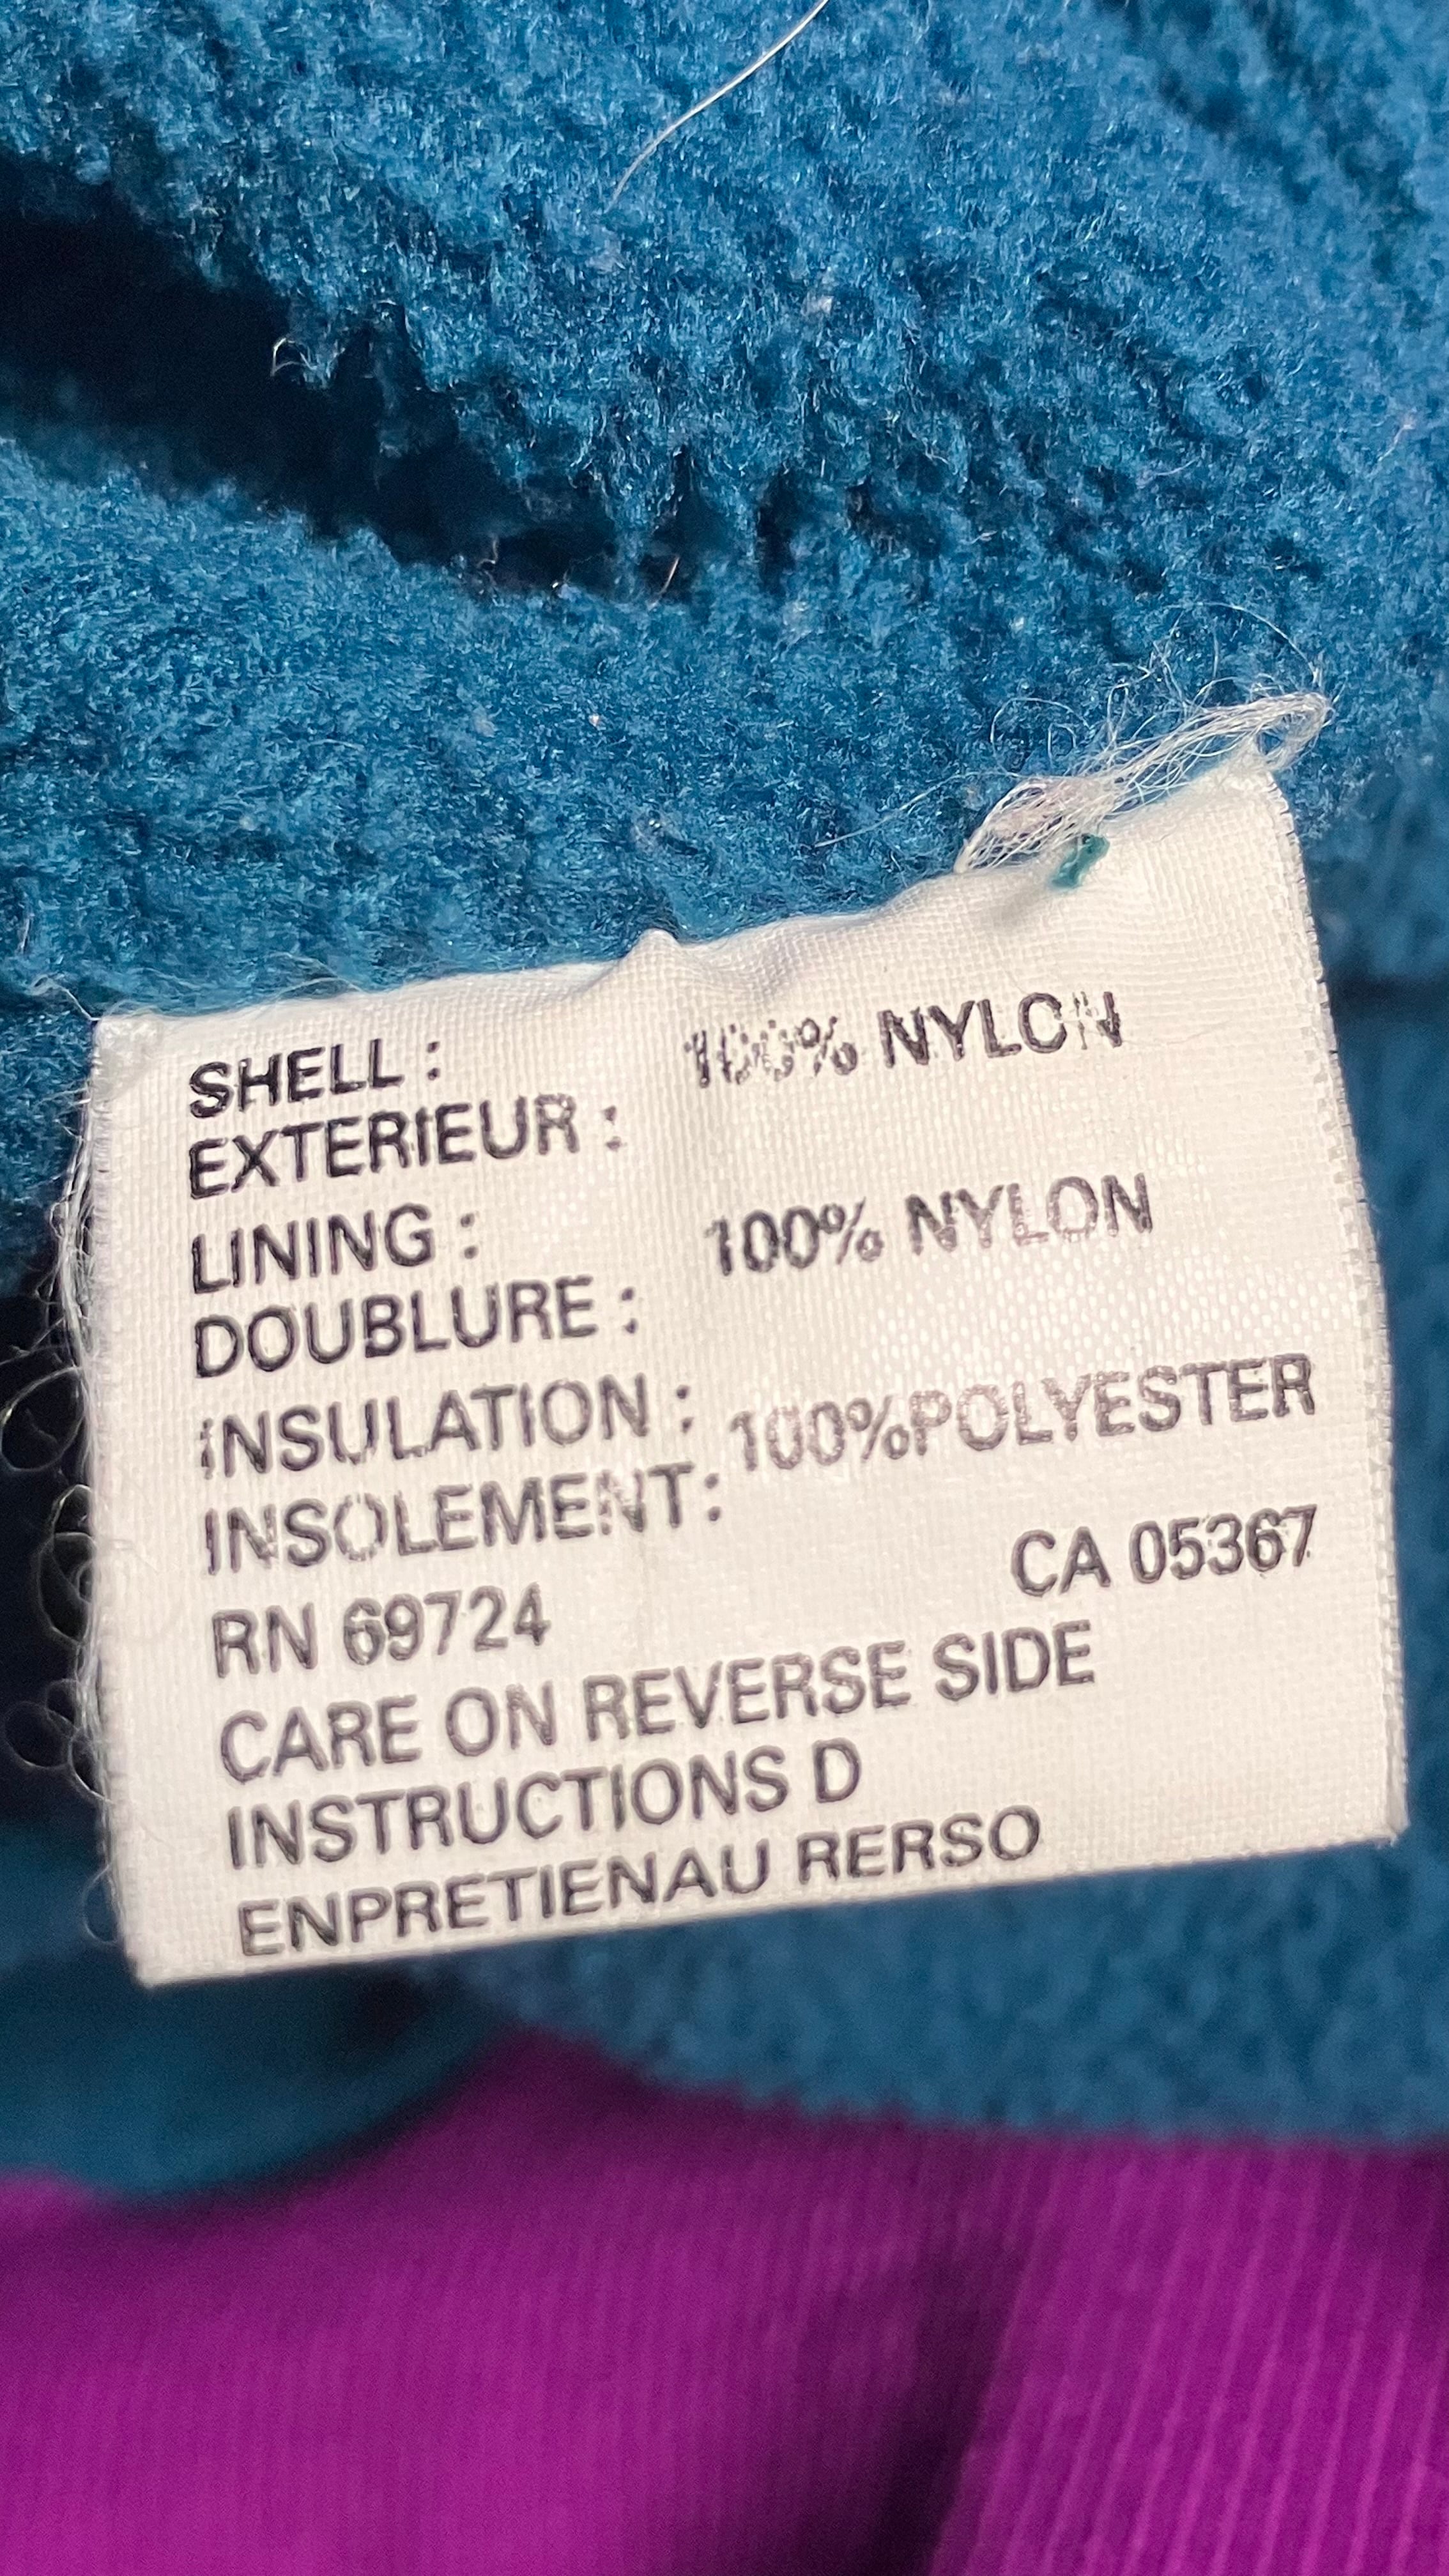 SHELL : 100% NYLON
EXTERIEUR :
LINING : 100% NYLON
DOUBLURE :
INSULATION : 100%POLYESTER
INSOLEMENT:
RN 69724 CA 05367
CARE ON REVERSE SIDE
INSTRUCTIONS D
ENPRETIENAU RERSO